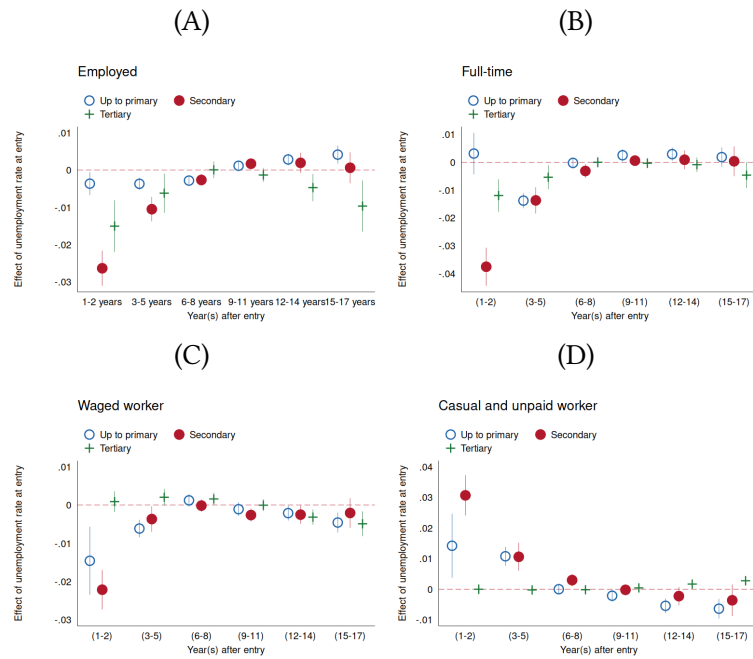 (A)
Employed
Up to primary Secondary
Tertiary
Effect of unemployment rate at entry
.01
0
-.01
-.02
-.03
1-2 years 3-5 years 6-8 years 9-11 years 12-14 years 15-17 years
Year(s) after entry
(B)
Full-time
Up to primary Secondary
Tertiary
Effect of unemployment rate at entry
.01
0
-.01
-.02
-.03
-.04
(1-2) (3-5) (6-8) (9-11) (12-14) (15-17)
Year(s) after entry
(C)
Waged worker
Up to primary Secondary
Tertiary
Effect of unemployment rate at entry
.01
0
-.01
-.02
-.03
(1-2) (3-5) (6-8) (9-11) (12-14) (15-17)
Year(s) after entry
(D)
Casual and unpaid worker
Up to primary Secondary
Tertiary
Effect of unemployment rate at entry
.04
.03
.02
.01
0
-.01
(1-2) (3-5) (6-8) (9-11) (12-14) (15-17)
Year(s) after entry